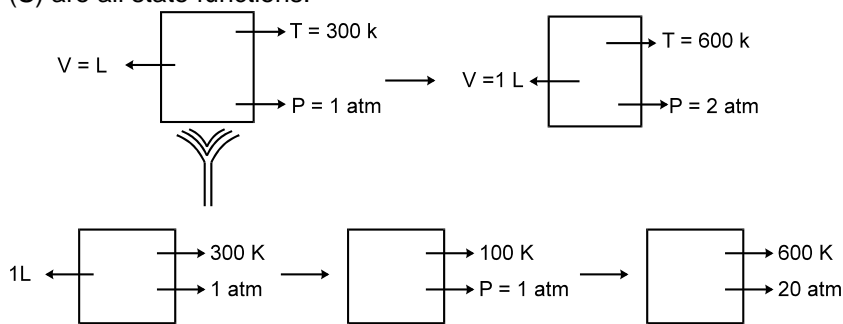 (S) are all state functions.
T = 300 k
V = L
P = 1 atm
T = 600 k
V =1 L
P = 2 atm
300 K
1L
1 atm
100 K
P = 1 atm
600 K
20 atm